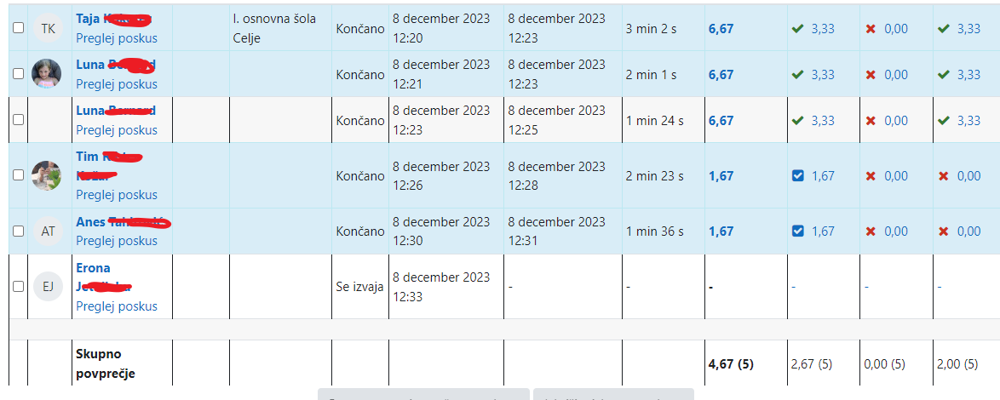 TK Taja I. osnovna šola Celje Končano 8 december 2023 12:20 8 december 2023 12:23 3 min 2 s 6,67 3,33 0,00 3,33
Preglej poskus
Luna Končano 8 december 2023 12:21 8 december 2023 12:23 2 min 1 s 6,67 3,33 0,00 3,33
Preglej poskus
Luna Končano 8 december 2023 12:23 8 december 2023 12:25 1 min 24 s 6,67 3,33 0,00 3,33
Preglej poskus
Tim Končano 8 december 2023 12:26 8 december 2023 12:28 2 min 23 s 1,67 1,67 0,00 0,00
Preglej poskus
AT Anes Končano 8 december 2023 12:30 8 december 2023 12:31 1 min 36 s 1,67 1,67 0,00 0,00
Preglej poskus
EJ Erona Se izvaja 8 december 2023 12:33 - - - - - -
Preglej poskus
Skupno povprečje 4,67 (5) 2,67 (5) 0,00 (5) 2,00 (5)